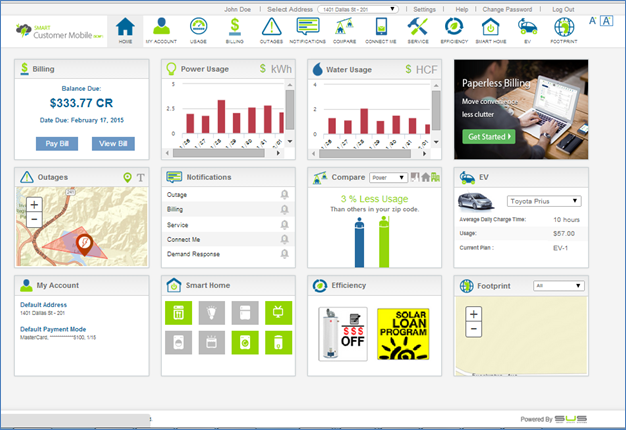 John Doe | Select Address 1401 Dallas St - 201 | Settings | Help | Change Password | Log Out
SMART
Customer Mobile
HOME MY ACCOUNT USAGE BILLING OUTAGES NOTIFICATIONS COMPARE CONNECT ME SERVICE EFFICIENCY SMART HOME EV FOOTPRINT
A A
Billing
Balance Due:
$333.77 CR
Date Due: February 17, 2015
Pay Bill View Bill
Power Usage $ kWh
5
2.5
0
Water Usage $ HCF
4
2
0
Paperless Billing
Move convenience,
less clutter
Get Started
Outages T
+
-
Notifications
Outage
Billing
Service
Connect Me
Demand Response
Compare Power
3 % Less Usage
Than others in your zip code.
EV
Toyota Prius
Average Daily Charge Time: 10 hours
Usage: $57.00
Current Plan : EV-1
My Account
Default Address
1401 Dallas St - 201
Default Payment Mode
Smart Home
Efficiency
$$$
OFF
SOLAR
LOAN
PROGRAM
Footprint All
+
-
Powered By SUS